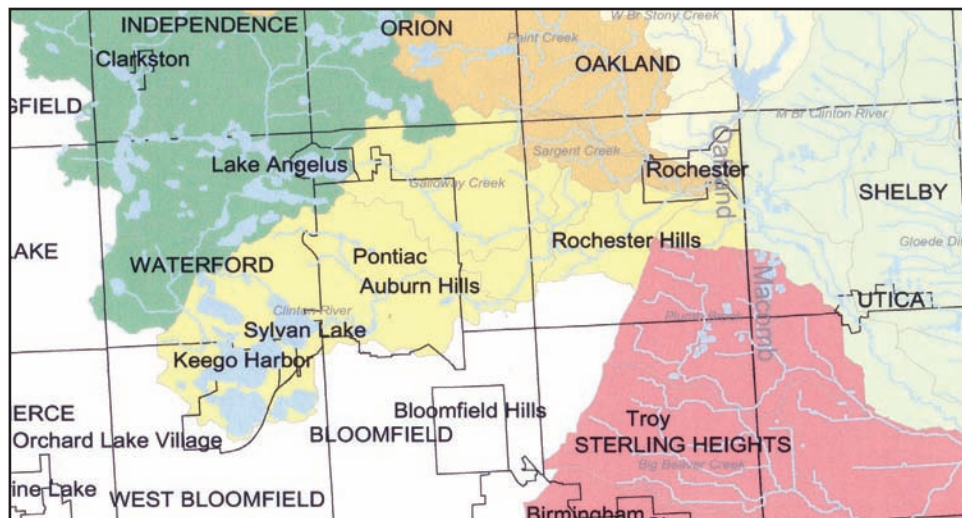 W Br Stony Creek
INDEPENDENCE
ORION
Paint Creek
Clarkston
OAKLAND
GFIELD
M Br Clinton River
Oakland
Sargent Creek
Lake Angelus
Rochester
Galloway Creek
SHELBY
LAKE
Rochester Hills
Gloede Di
Pontiac
WATERFORD
Auburn Hills
Macomb
UTICA
Clinton River
Sylvan Lake
Keego Harbor
ERCE
Bloomfield Hills
Troy
Orchard Lake Village
BLOOMFIELD
STERLING HEIGHTS
Big Beaver Creek
ine Lake
WEST BLOOMFIELD
Birmingham